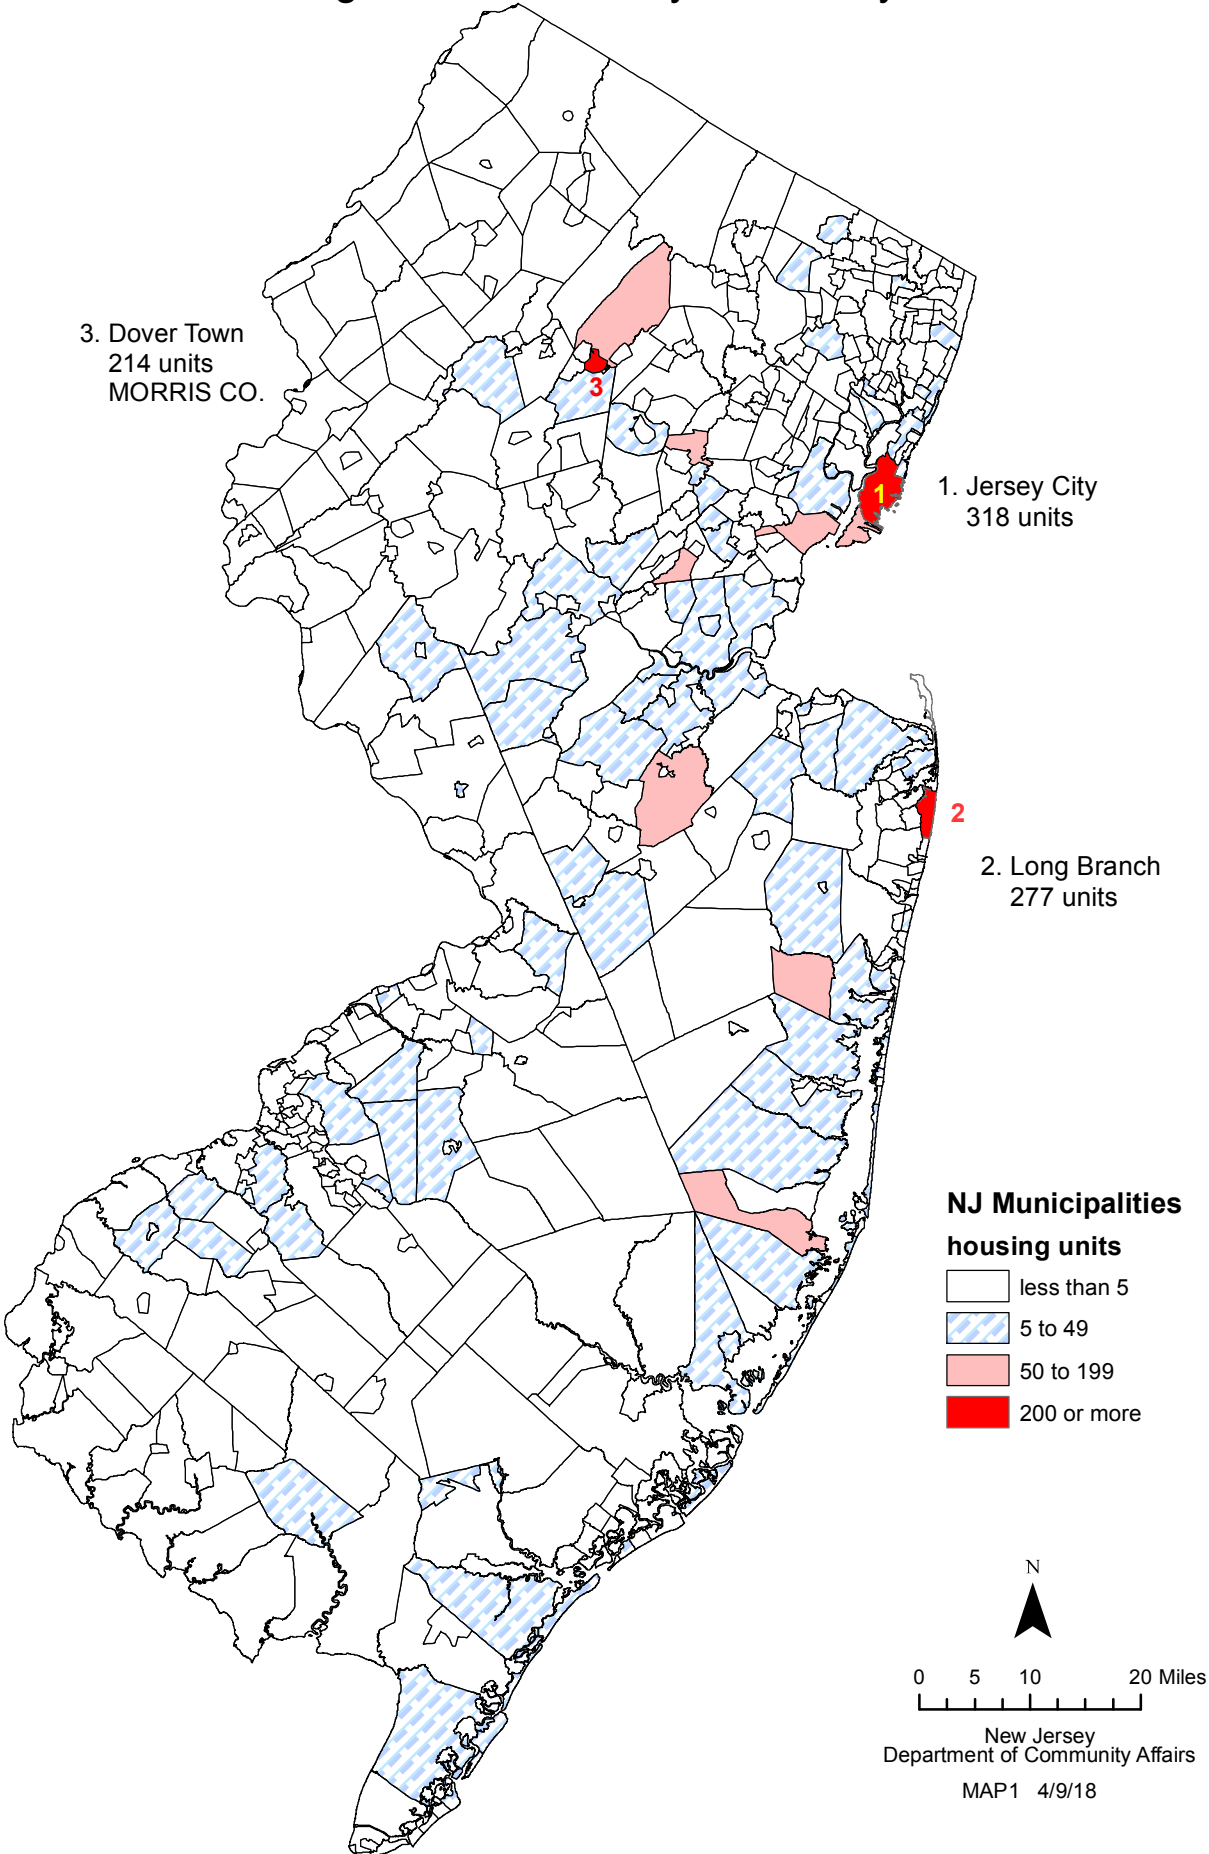 3. Dover Town
214 units
MORRIS CO.
3
1
1. Jersey City
318 units
2
2. Long Branch
277 units
NJ Municipalities
housing units
less than 5
5 to 49
50 to 199
200 or more
N
0 5 10 20 Miles
New Jersey
Department of Community Affairs
MAP1 4/9/18